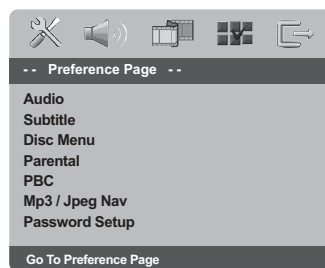 -- Preference Page --
Audio
Subtitle
Disc Menu
Parental
PBC
Mp3 / Jpeg Nav
Password Setup
Go To Preference Page